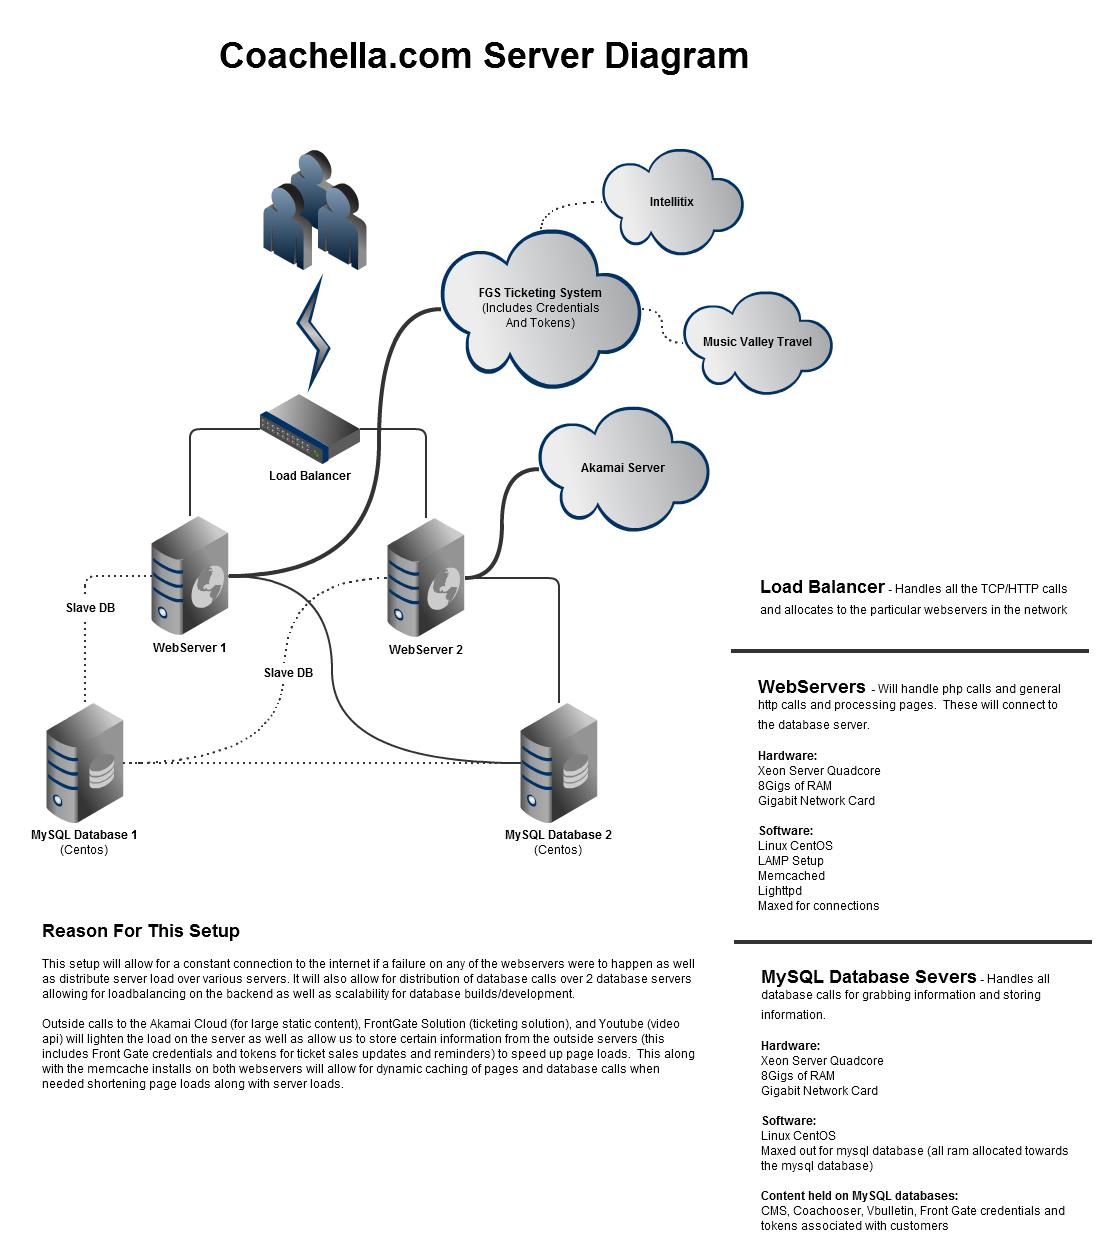 Coachella.com Server Diagram
Intellitix
FGS Ticketing System
(Includes Credentials
And Tokens)
Music Valley Travel
Akamai Server
Load Balancer
Slave DB
WebServer 1
WebServer 2
Slave DB
MySQL Database 1
(Centos)
MySQL Database 2
(Centos)
Load Balancer - Handles all the TCP/HTTP calls
and allocates to the particular webservers in the network
WebServers - Will handle php calls and general
http calls and processing pages. These will connect to
the database server.
Hardware:
Xeon Server Quadcore
8Gigs of RAM
Gigabit Network Card
Software:
Linux CentOS
LAMP Setup
Memcached
Lighttpd
Maxed for connections
MySQL Database Severs - Handles all
database calls for grabbing information and storing
information.
Hardware:
Xeon Server Quadcore
8Gigs of RAM
Gigabit Network Card
Software:
Linux CentOS
Maxed out for mysql database (all ram allocated towards
the mysql database)
Content held on MySQL databases:
CMS, Coachooser, Vbulletin, Front Gate credentials and
tokens associated with customers
Reason For This Setup
This setup will allow for a constant connection to the internet if a failure on any of the webservers were to happen as well
as distribute server load over various servers. It will also allow for distribution of database calls over 2 database servers
allowing for loadbalancing on the backend as well as scalability for database builds/development.
Outside calls to the Akamai Cloud (for large static content), FrontGate Solution (ticketing solution), and Youtube (video
api) will lighten the load on the server as well as allow us to store certain information from the outside servers (this
includes Front Gate credentials and tokens for ticket sales updates and reminders) to speed up page loads. This along
with the memcache installs on both webservers will allow for dynamic caching of pages and database calls when
needed shortening page loads along with server loads.